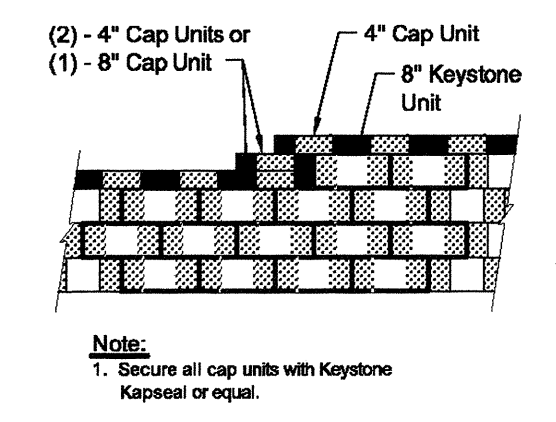 (2) - 4" Cap Units or
(1) - 8" Cap Unit
4" Cap Unit
8" Keystone
Unit
Note:
1. Secure all cap units with Keystone
Kapseal or equal.